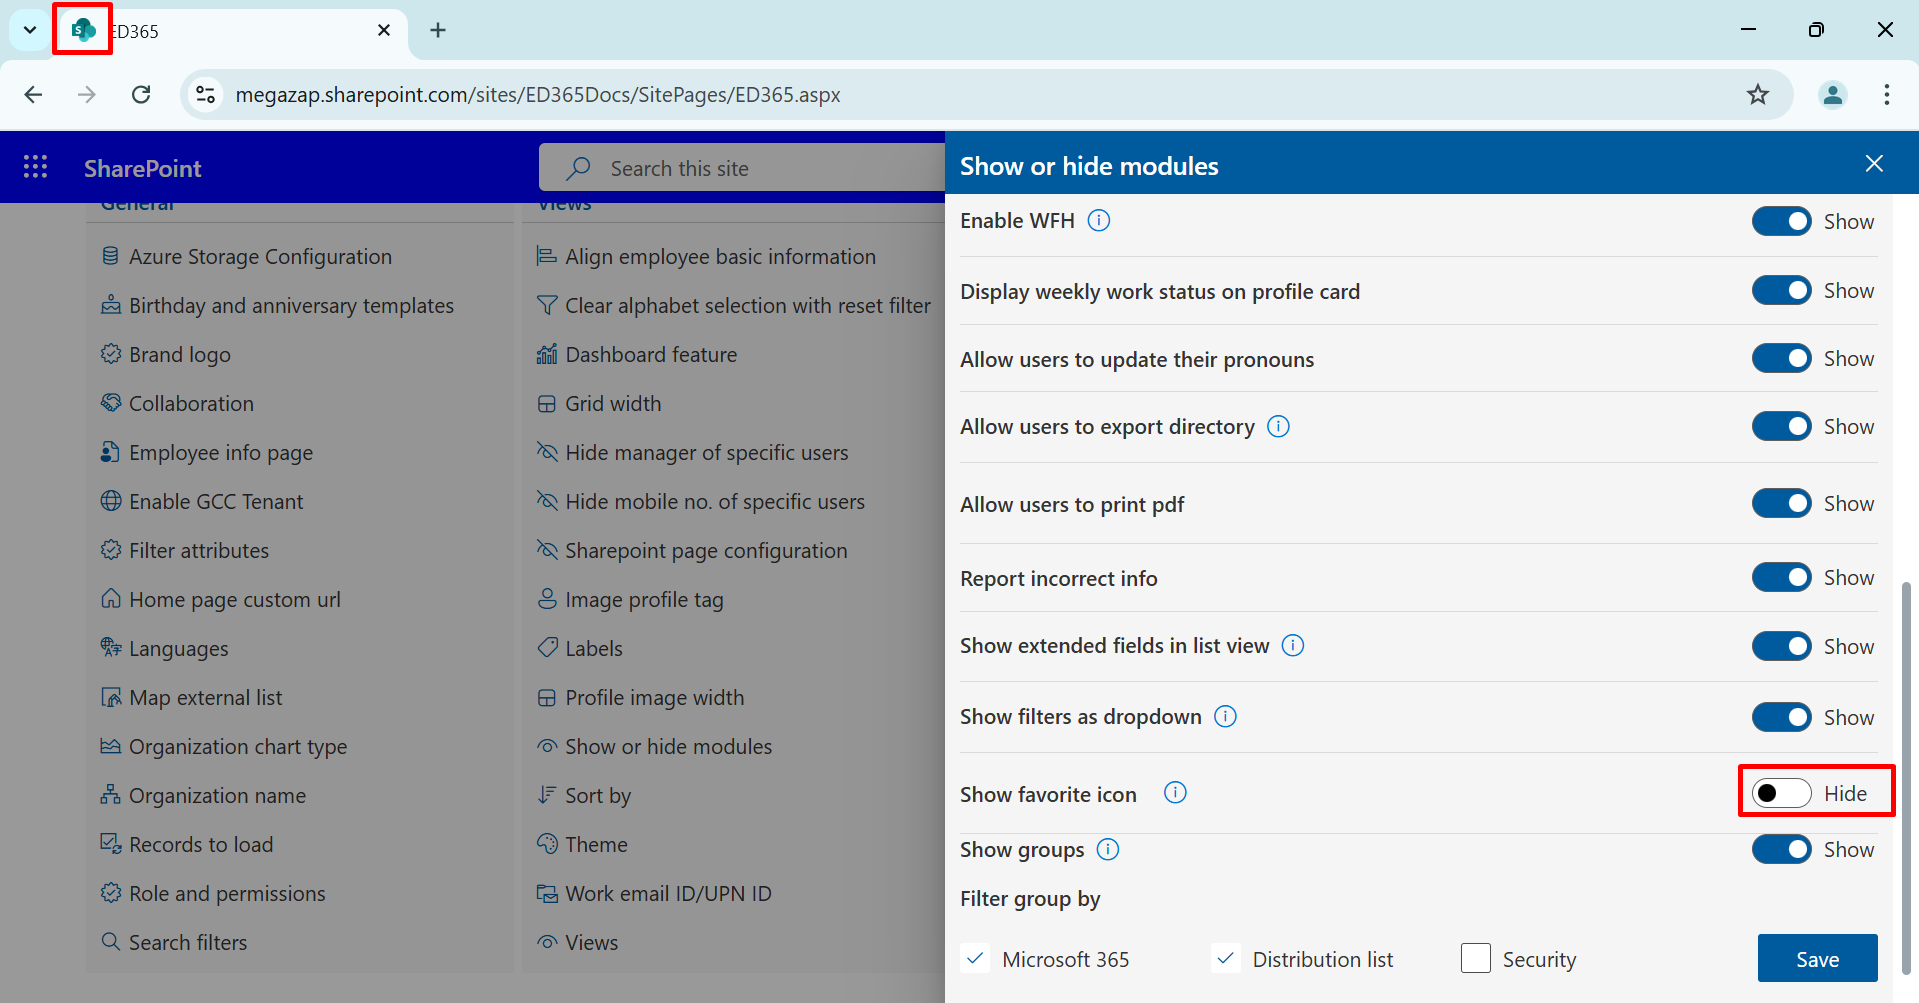 ED365
megazap.sharepoint.com/sites/ED365Docs/SitePages/ED365.aspx
SharePoint
Search this site
General
Azure Storage Configuration
Birthday and anniversary templates
Brand logo
Collaboration
Employee info page
Enable GCC Tenant
Filter attributes
Home page custom url
Languages
Map external list
Organization chart type
Organization name
Records to load
Role and permissions
Search filters
Views
Align employee basic information
Clear alphabet selection with reset filter
Dashboard feature
Grid width
Hide manager of specific users
Hide mobile no. of specific users
Sharepoint page configuration
Image profile tag
Labels
Profile image width
Show or hide modules
Sort by
Theme
Work email ID/UPN ID
Views
Show or hide modules
Enable WFH Show
Display weekly work status on profile card Show
Allow users to update their pronouns Show
Allow users to export directory Show
Allow users to print pdf Show
Report incorrect info Show
Show extended fields in list view Show
Show filters as dropdown Show
Show favorite icon Hide
Show groups Show
Filter group by
Microsoft 365 Distribution list Security
Save